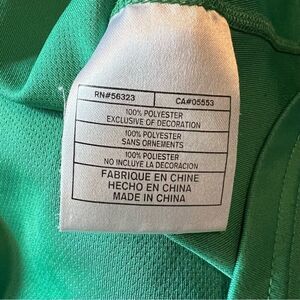 RN#56323 CA#05553
100% POLYESTER
EXCLUSIVE OF DECORATION
100% POLYESTER
SANS ORNEMENTS
100% POLIESTER
NO INCLUYE LA DECORACION
FABRIQUE EN CHINE
HECHO EN CHINA
MADE IN CHINA